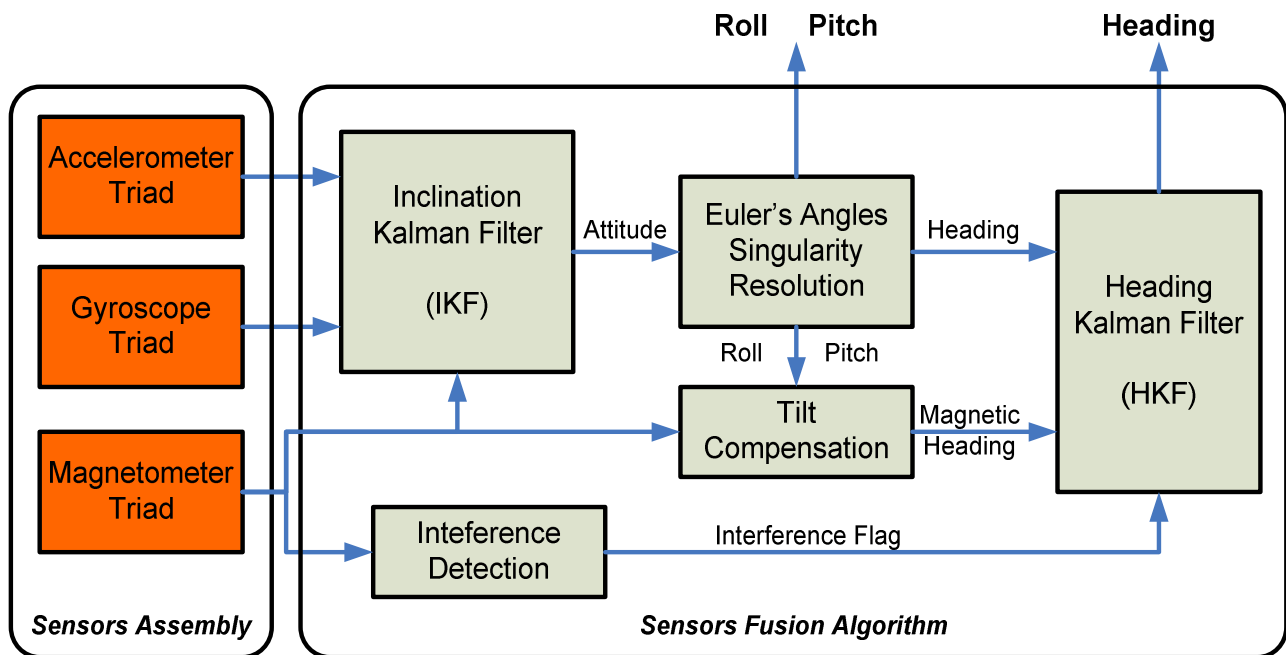 Roll Pitch
Heading
Accelerometer
Triad
Gyroscope
Triad
Magnetometer
Triad
Sensors Assembly
Inclination
Kalman Filter
(IKF)
Attitude
Euler's Angles
Singularity
Resolution
Heading
Roll Pitch
Tilt
Compensation
Magnetic
Heading
Heading
Kalman Filter
(HKF)
Inteference
Detection
Interference Flag
Sensors Fusion Algorithm